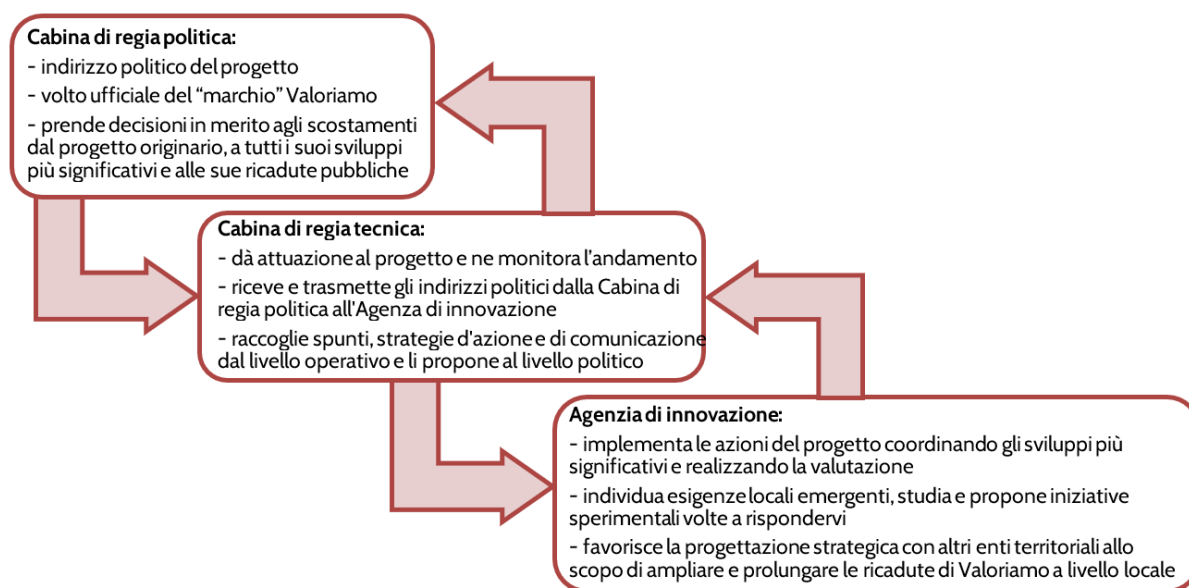 Cabina di regia politica:
- indirizzo politico del progetto
- volto ufficiale del “marchio” Valoriamo
- prende decisioni in merito agli scostamenti
dal progetto originario, a tutti i suoi sviluppi
più significativi e alle sue ricadute pubbliche
Cabina di regia tecnica:
- dà attuazione al progetto e ne monitora l’andamento
- riceve e trasmette gli indirizzi politici dalla Cabina di
regia politica all'Agenza di innovazione
- raccoglie spunti, strategie d'azione e di comunicazione
dal livello operativo e li propone al livello politico
Agenzia di innovazione:
- implementa le azioni del progetto coordinando gli sviluppi più
significativi e realizzando la valutazione
- individua esigenze locali emergenti, studia e propone iniziative
sperimentali volte a rispondervi
- favorisce la progettazione strategica con altri enti territoriali allo
scopo di ampliare e prolungare le ricadute di Valoriamo a livello locale